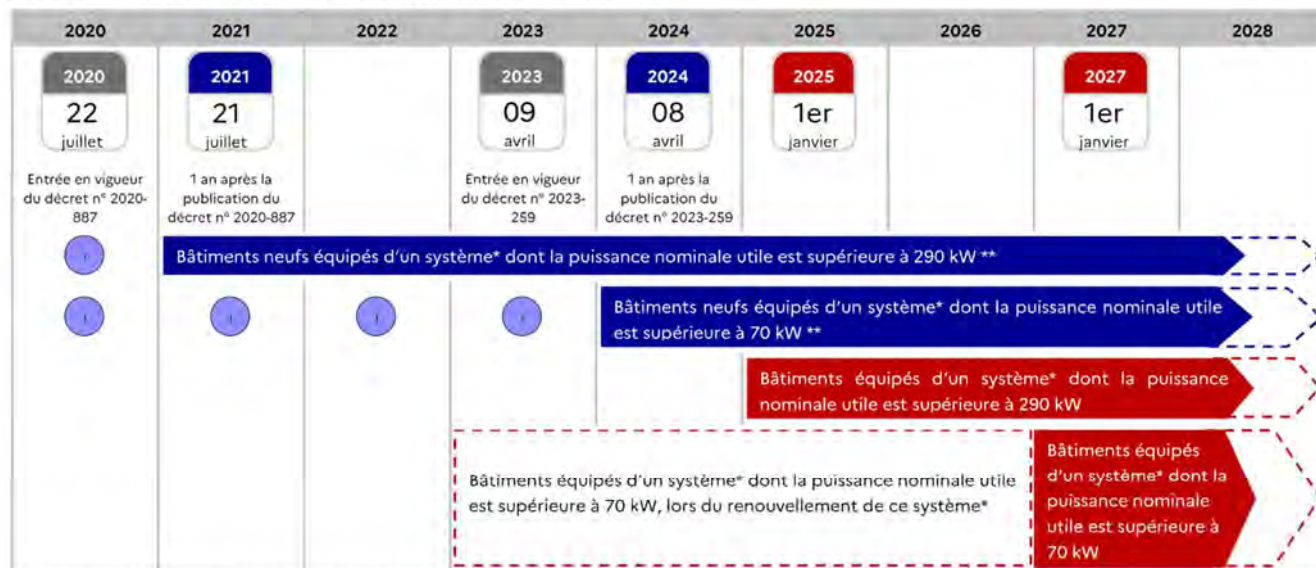 2020 2021 2022 2023 2024 2025 2026 2027 2028
2020
22
juillet
2021
21
juillet
2023
09
avril
2024
08
avril
2025
1er
janvier
2027
1er
janvier
Entrée en vigueur
du décret n° 2020-
887
1 an après la
publication du
décret n° 2020-887
Entrée en vigueur
du décret n° 2023-
259
1 an après la
publication du
décret n° 2023-259
Bâtiments neufs équipés d'un système* dont la puissance nominale utile est supérieure à 290 kW **
Bâtiments neufs équipés d'un système* dont la puissance nominale utile
est supérieure à 70 kW **
Bâtiments équipés d'un système* dont la puissance
nominale utile est supérieure à 290 kW
Bâtiments équipés d'un système* dont la puissance nominale utile
est supérieure à 70 kW, lors du renouvellement de ce système*
Bâtiments équipés
d'un système* dont la
puissance nominale
utile est supérieure à
70 kW